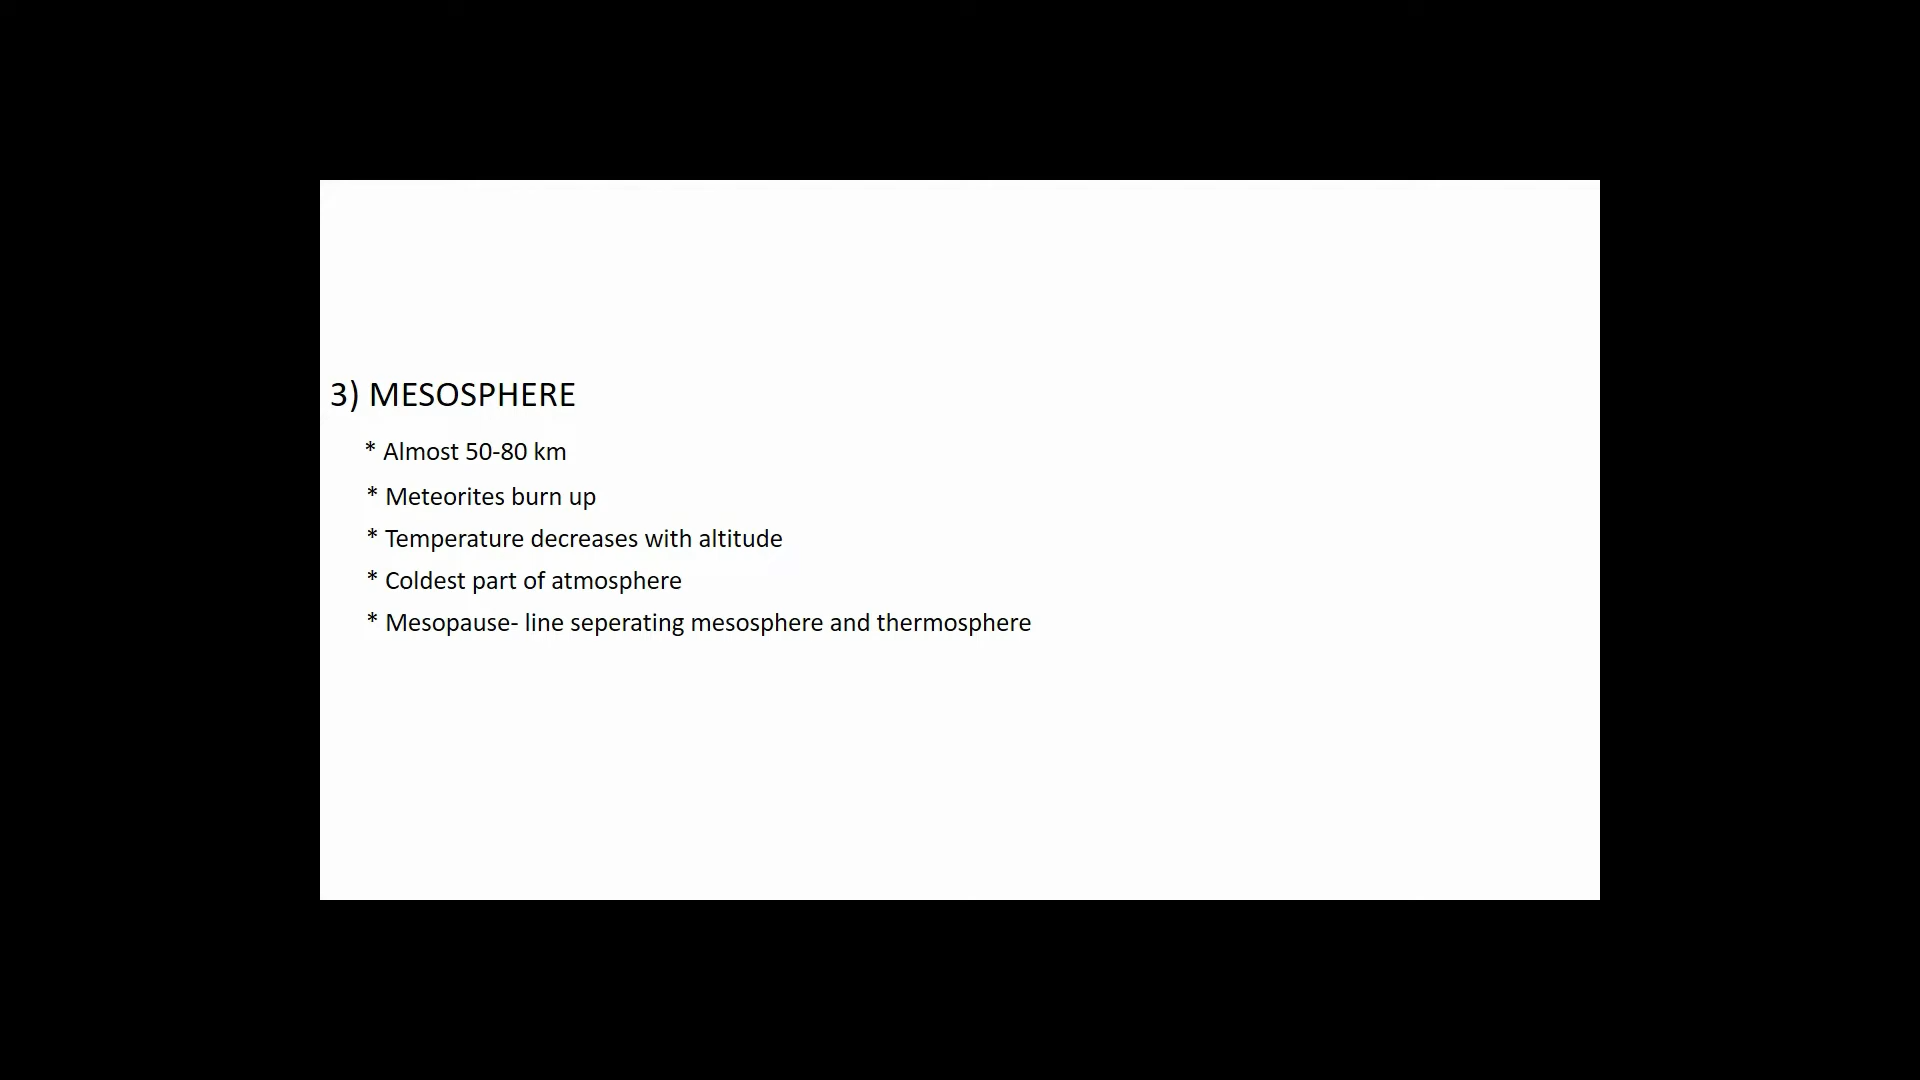 3) MESOSPHERE
* Almost 50-80 km
* Meteorites burn up
* Temperature decreases with altitude
* Coldest part of atmosphere
* Mesopause- line seperating mesosphere and thermosphere